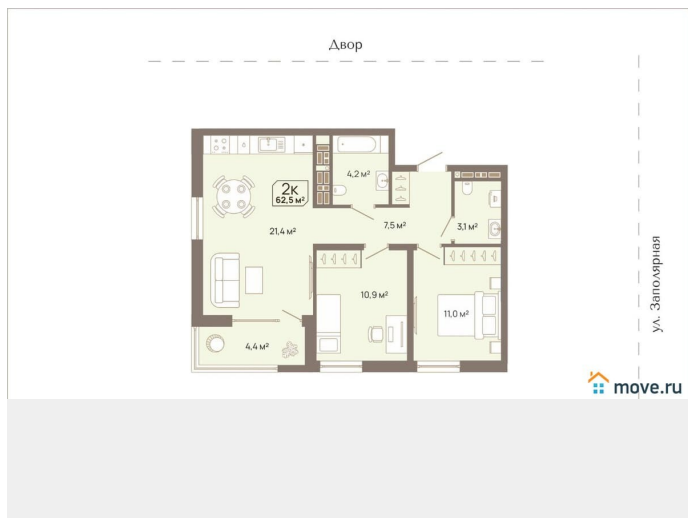 Двор
2К
62,5 м²
4,2 м²
7,5 м²
3,1 м²
21,4 м²
10,9 м²
11,0 м²
4,4 м²
ул. Заполярная
move.ru